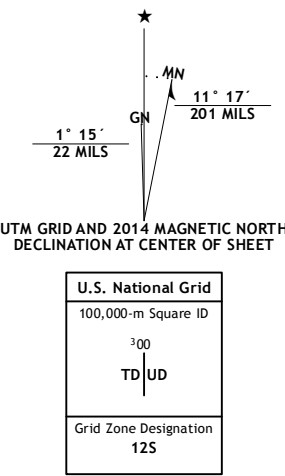 MN
GN
11° 17´
201 MILS
1° 15´
22 MILS
UTM GRID AND 2014 MAGNETIC NORTH
DECLINATION AT CENTER OF SHEET
U.S. National Grid
100,000-m Square ID
³00
TD UD
Grid Zone Designation
12S